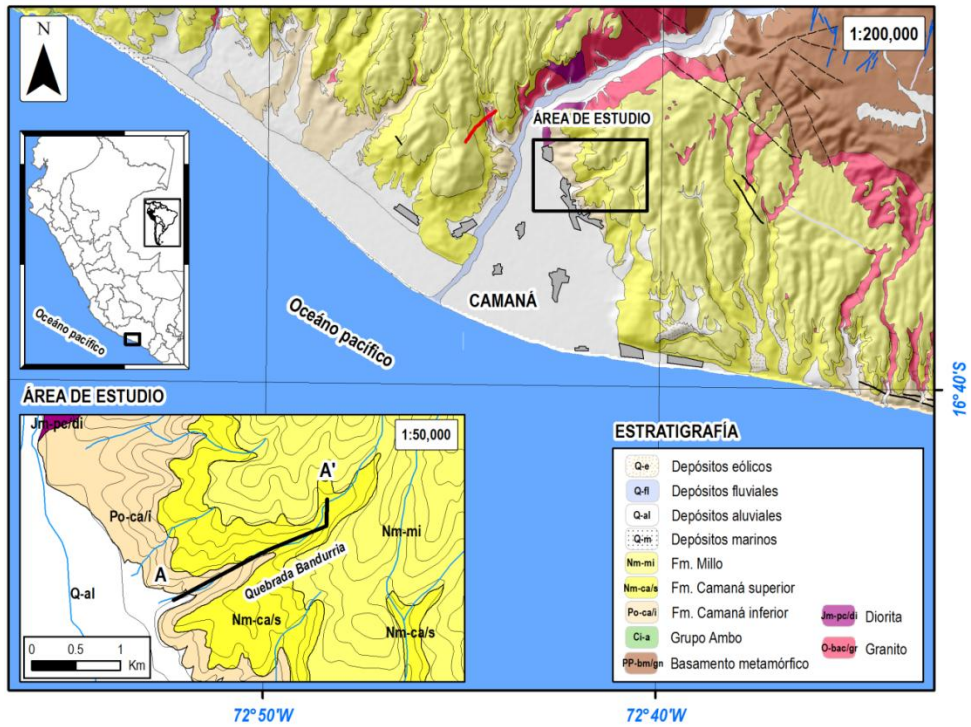 N
1:200,000
ÁREA DE ESTUDIO
Oceáno pacífico
CAMANÁ
Oceáno pacífico
16°40'S
ÁREA DE ESTUDIO
1:50,000
Jm-pc/di
A'
Po-ca/i
Nm-mi
A
Quebrada Bandurria
Q-al
Nm-ca/s
Nm-ca/s
0 0.5 1
Km
ESTRATIGRAFÍA
Q-e Depósitos eólicos
Q-fl Depósitos fluviales
Q-al Depósitos aluviales
Q-m Depósitos marinos
Nm-mi Fm. Millo
Nm-ca/s Fm. Camaná superior
Po-ca/i Fm. Camaná inferior
Jm-pc/di Diorita
Ci-a Grupo Ambo
O-bac/gr Granito
PP-bm/gn Basamento metamórfico
72°50'W
72°40'W